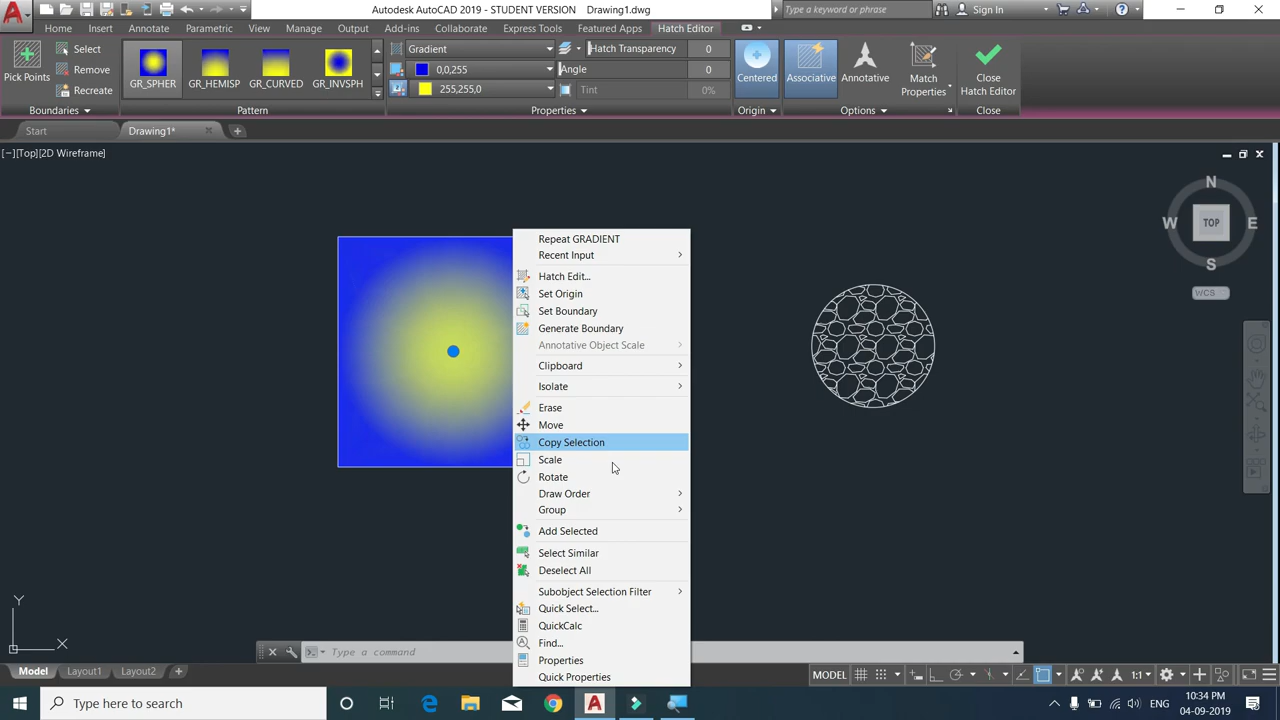 Autodesk AutoCAD 2019 - STUDENT VERSION Drawing1.dwg
Type a keyword or phrase
Sign In
Home Insert Annotate Parametric View Manage Output Add-ins Collaborate Express Tools Featured Apps Hatch Editor
Pick Points
Select
Remove
Recreate
Boundaries
GR_SPHER GR_HEMISP GR_CURVED GR_INVSPH
Pattern
Gradient
0,0,255
255,255,0
Hatch Transparency 0
Angle 0
Tint 0%
Properties
Centered
Origin
Associative
Annotative
Match
Properties
Options
Close
Hatch Editor
Close
Start Drawing1*
[−][Top][2D Wireframe]
N
W TOP E
S
WCS
Repeat GRADIENT
Recent Input
Hatch Edit...
Set Origin
Set Boundary
Generate Boundary
Annotative Object Scale
Clipboard
Isolate
Erase
Move
Copy Selection
Scale
Rotate
Draw Order
Group
Add Selected
Select Similar
Deselect All
Subobject Selection Filter
Quick Select...
QuickCalc
Find...
Properties
Quick Properties
Y
X
Type a command
Model Layout1 Layout2
MODEL 1:1
Type here to search
ENG
10:34 PM
04-09-2019